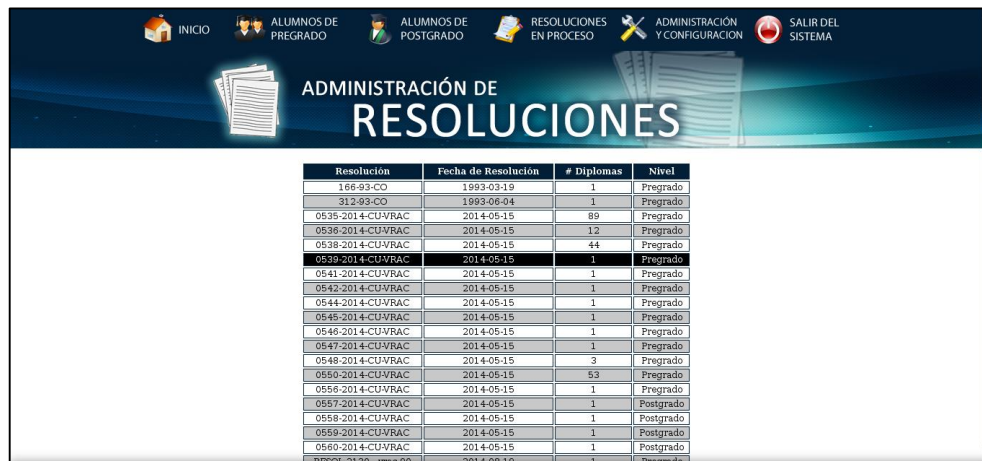 INICIO
ALUMNOS DE
PREGRADO
ALUMNOS DE
POSTGRADO
RESOLUCIONES
EN PROCESO
ADMINISTRACIÓN
Y CONFIGURACION
SALIR DEL
SISTEMA
ADMINISTRACIÓN DE
RESOLUCIONES
Resolución Fecha de Resolución # Diplomas Nivel
166-93-CO 1993-03-19 1 Pregrado
312-93-CO 1993-06-04 1 Pregrado
0535-2014-CU-VRAC 2014-05-15 89 Pregrado
0536-2014-CU-VRAC 2014-05-15 12 Pregrado
0538-2014-CU-VRAC 2014-05-15 44 Pregrado
0539-2014-CU-VRAC 2014-05-15 1 Pregrado
0541-2014-CU-VRAC 2014-05-15 1 Pregrado
0542-2014-CU-VRAC 2014-05-15 1 Pregrado
0544-2014-CU-VRAC 2014-05-15 1 Pregrado
0545-2014-CU-VRAC 2014-05-15 1 Pregrado
0546-2014-CU-VRAC 2014-05-15 1 Pregrado
0547-2014-CU-VRAC 2014-05-15 1 Pregrado
0548-2014-CU-VRAC 2014-05-15 3 Pregrado
0550-2014-CU-VRAC 2014-05-15 53 Pregrado
0556-2014-CU-VRAC 2014-05-15 1 Pregrado
0557-2014-CU-VRAC 2014-05-15 1 Postgrado
0558-2014-CU-VRAC 2014-05-15 1 Postgrado
0559-2014-CU-VRAC 2014-05-15 1 Postgrado
0560-2014-CU-VRAC 2014-05-15 1 Postgrado
1 Pregrado